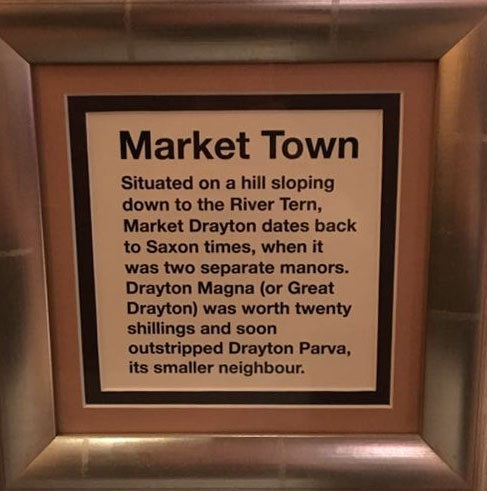 Market Town
Situated on a hill sloping
down to the River Tern,
Market Drayton dates back
to Saxon times, when it
was two separate manors.
Drayton Magna (or Great
Drayton) was worth twenty
shillings and soon
outstripped Drayton Parva,
its smaller neighbour.